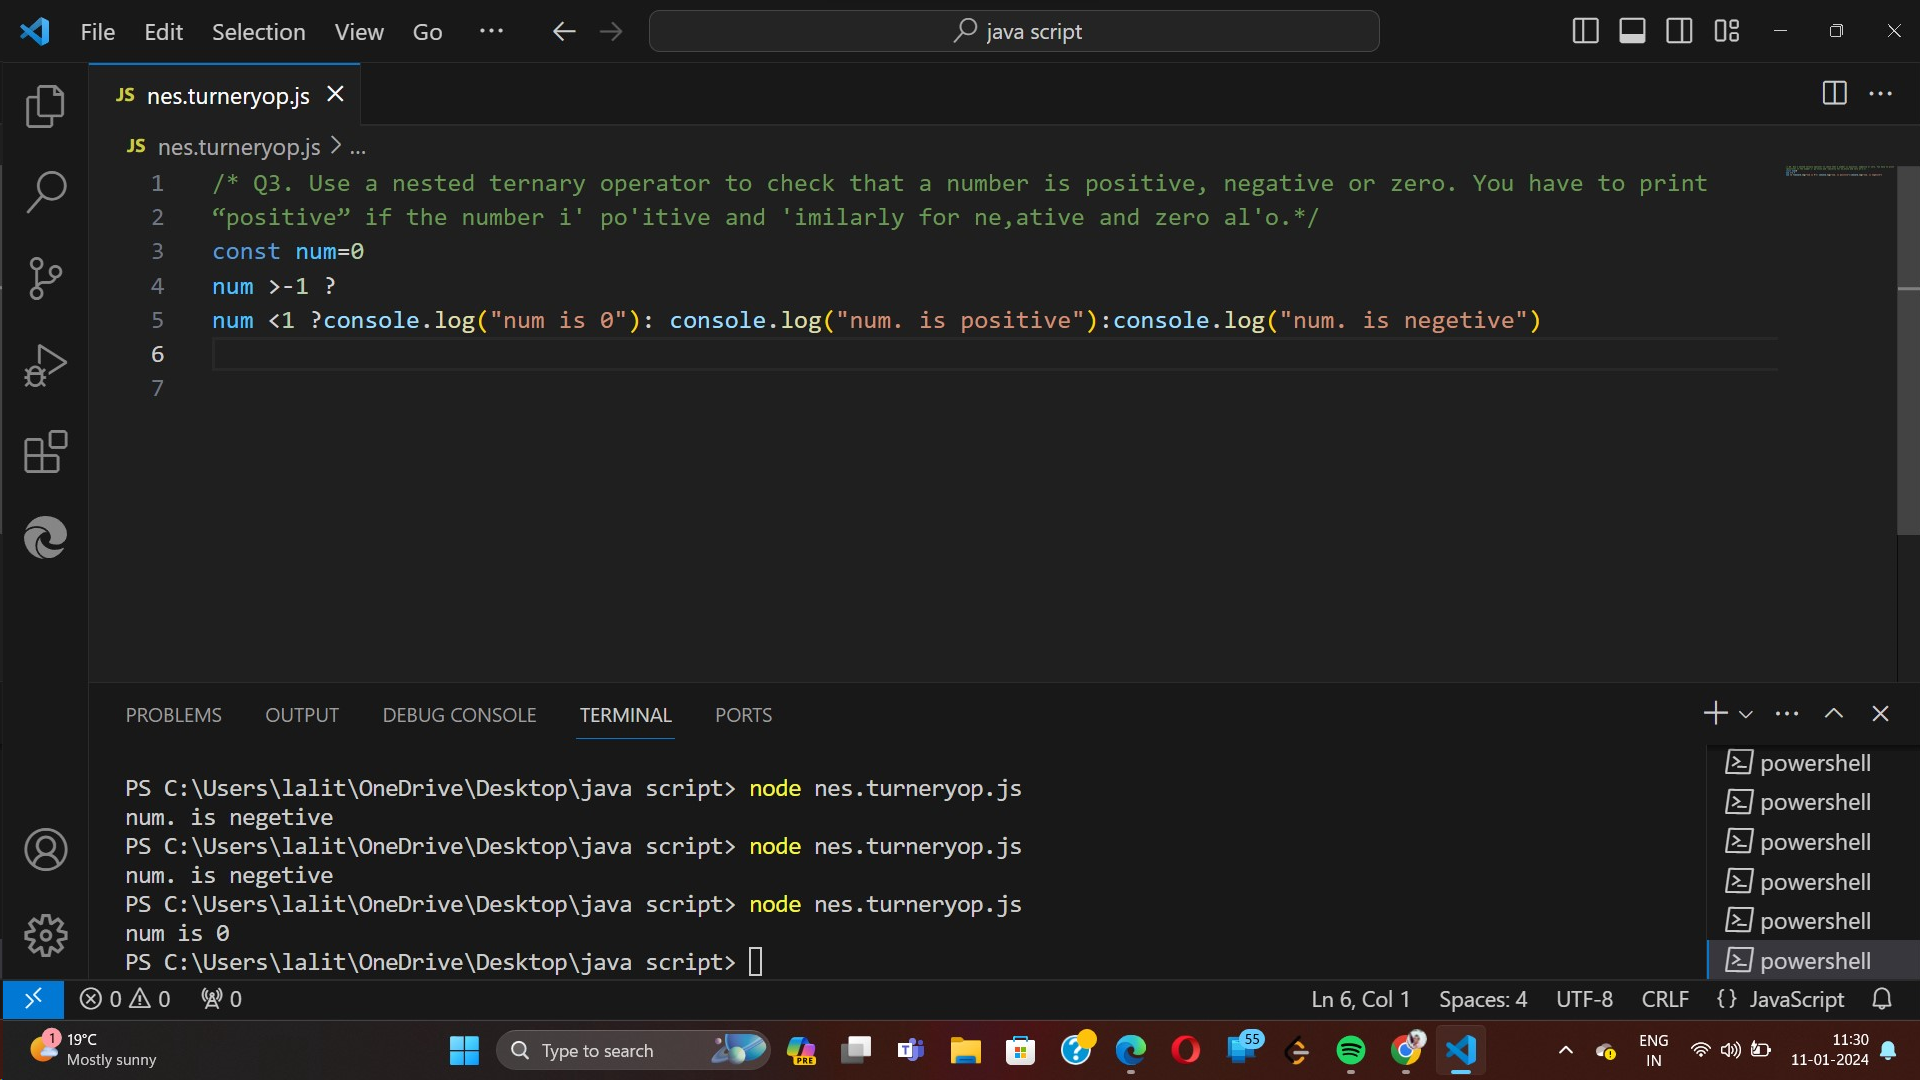 File Edit Selection View Go ··· java script
JS nes.turneryop.js
JS nes.turneryop.js > ...
1 /* Q3. Use a nested ternary operator to check that a number is positive, negative or zero. You have to print
2 “positive” if the number i' po'itive and 'imilarly for ne,ative and zero al'o.*/
3 const num=0
4 num >-1 ?
5 num <1 ?console.log("num is 0"): console.log("num. is positive"):console.log("num. is negetive")
6
7
PROBLEMS OUTPUT DEBUG CONSOLE TERMINAL PORTS
PS C:\Users\lalit\OneDrive\Desktop\java script> node nes.turneryop.js
num. is negetive
PS C:\Users\lalit\OneDrive\Desktop\java script> node nes.turneryop.js
num. is negetive
PS C:\Users\lalit\OneDrive\Desktop\java script> node nes.turneryop.js
num is 0
PS C:\Users\lalit\OneDrive\Desktop\java script>
powershell
powershell
powershell
powershell
powershell
powershell
0 0 0 Ln 6, Col 1 Spaces: 4 UTF-8 CRLF {} JavaScript
1 19°C
Mostly sunny
Type to search
PRE
55
ENG
IN
11:30
11-01-2024